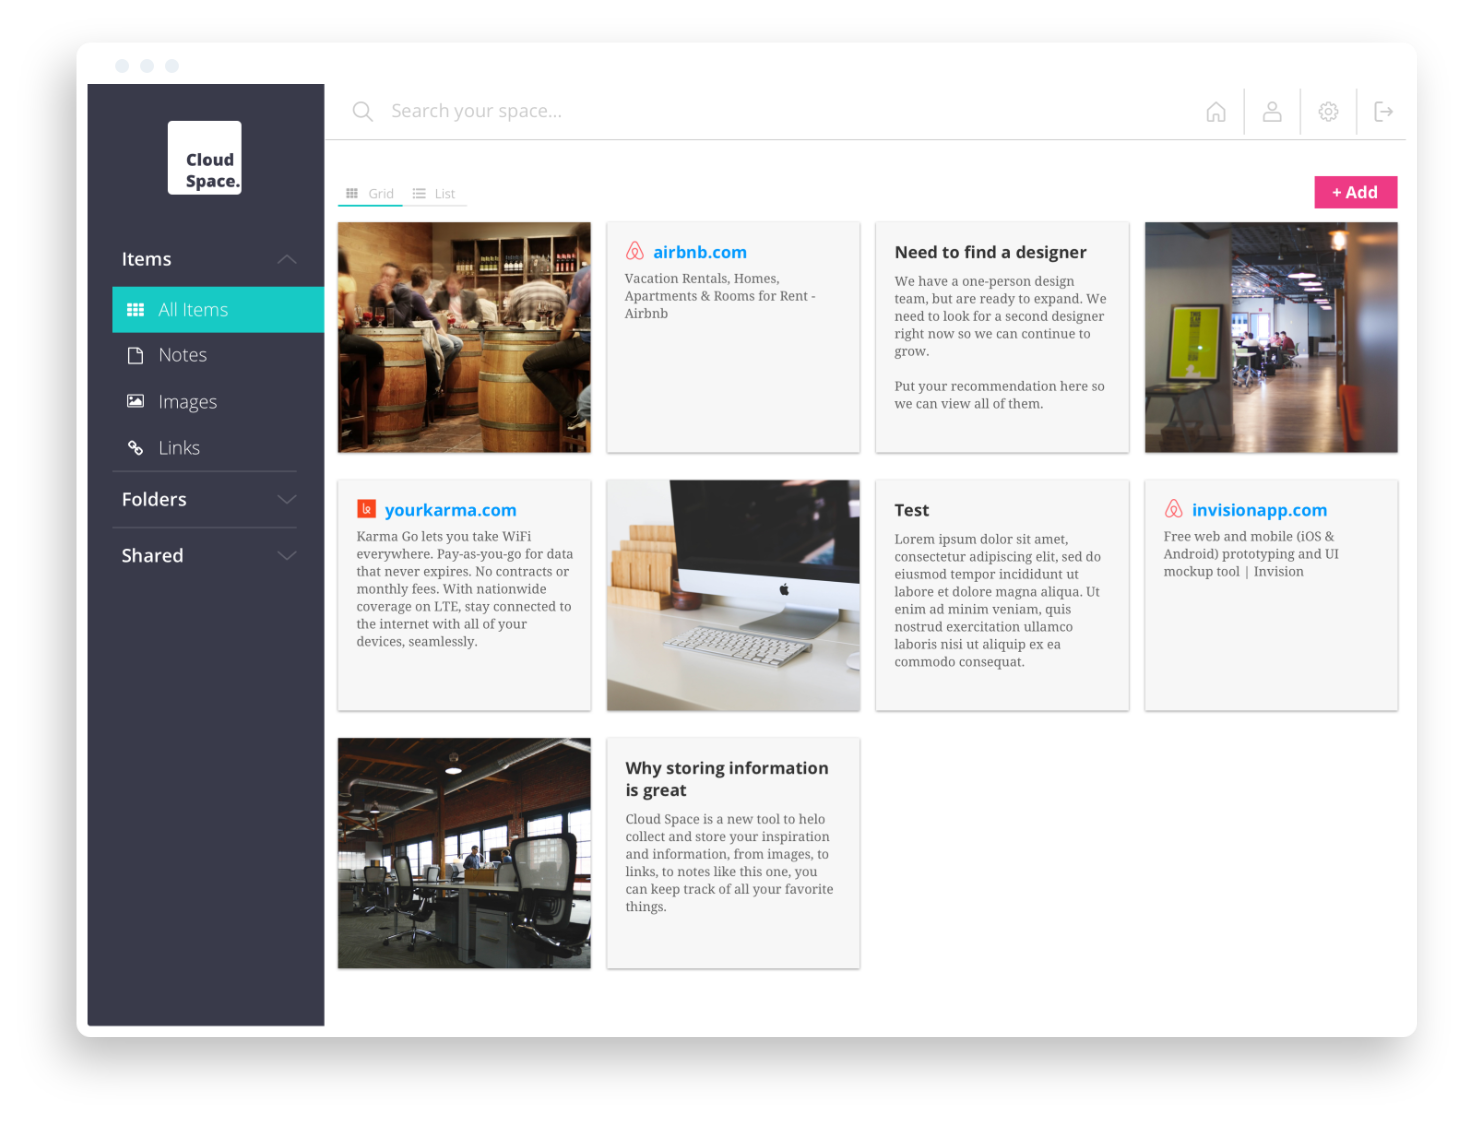 Cloud
Space.
Search your space...
Items
All Items
Notes
Images
Links
Folders
Shared
Grid
List
+ Add
airbnb.com
Vacation Rentals, Homes,
Apartments & Rooms for Rent -
Airbnb
Need to find a designer
We have a one-person design
team, but are ready to expand. We
need to look for a second designer
right now so we can continue to
grow.
Put your recommendation here so
we can view all of them.
yourkarma.com
Karma Go lets you take WiFi
everywhere. Pay-as-you-go for data
that never expires. No contracts or
monthly fees. With nationwide
coverage on LTE, stay connected to
the internet with all of your
devices, seamlessly.
Test
Lorem ipsum dolor sit amet,
consectetur adipiscing elit, sed do
eiusmod tempor incididunt ut
labore et dolore magna aliqua. Ut
enim ad minim veniam, quis
nostrud exercitation ullamco
laboris nisi ut aliquip ex ea
commodo consequat.
invisionapp.com
Free web and mobile (iOS &
Android) prototyping and UI
mockup tool | Invision
Why storing information
is great
Cloud Space is a new tool to helo
collect and store your inspiration
and information, from images, to
links, to notes like this one, you
can keep track of all your favorite
things.